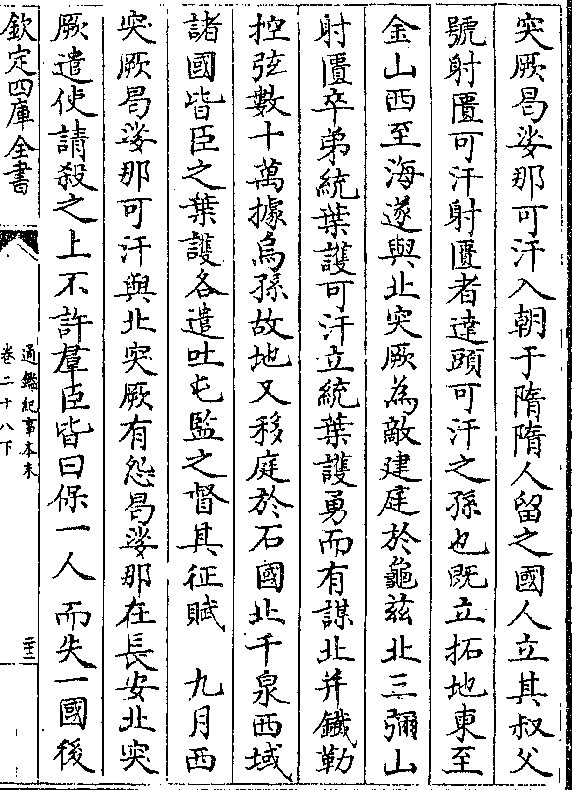 突厥曷娑那可汗入朝于隋隋人留之國人立其叔父
號射匱可汗射匱者達頭可汗之孫也既立拓地東至
金山西至海遂與北突厥為敵建庭於龜兹北三彌山
射匱卒弟統葉護可汗立統葉護勇而有謀北并鐵勒
控弦數十萬據烏孫故地又移庭於石國北千泉西域
諸國皆臣之葉護各遣吐屯監之督其征賦　九月西
突厥曷娑那可汗與北突厥有怨曷娑那在長安北突
厥遣使請殺之上不許羣臣皆曰保一人而失一國後
欽定四庫全書
通鑑紀事本末
卷二十八下
三十三